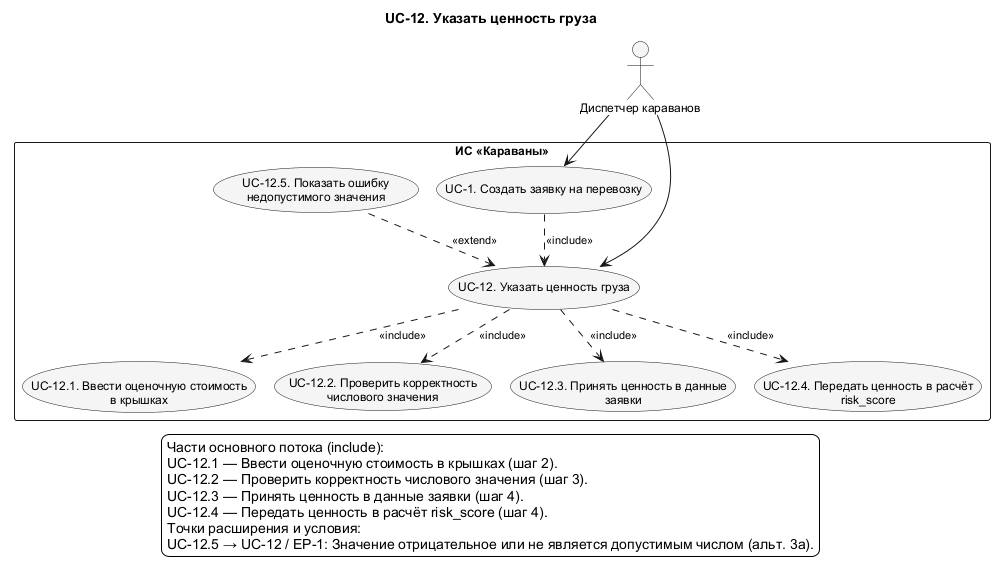 UC-12. Указать ценность груза
Диспетчер караванов
ИС «Караваны»
UC-12.5. Показать ошибку
недопустимого значения
UC-1. Создать заявку на перевозку
«extend»
«include»
UC-12. Указать ценность груза
«include»
«include»
«include»
«include»
UC-12.1. Ввести оценочную стоимость
в крышках
UC-12.2. Проверить корректность
числового значения
UC-12.3. Принять ценность в данные
заявки
UC-12.4. Передать ценность в расчёт
risk_score
Части основного потока (include):
UC-12.1 — Ввести оценочную стоимость в крышках (шаг 2).
UC-12.2 — Проверить корректность числового значения (шаг 3).
UC-12.3 — Принять ценность в данные заявки (шаг 4).
UC-12.4 — Передать ценность в расчёт risk_score (шаг 4).
Точки расширения и условия:
UC-12.5 → UC-12 / EP-1: Значение отрицательное или не является допустимым числом (альт. 3а).